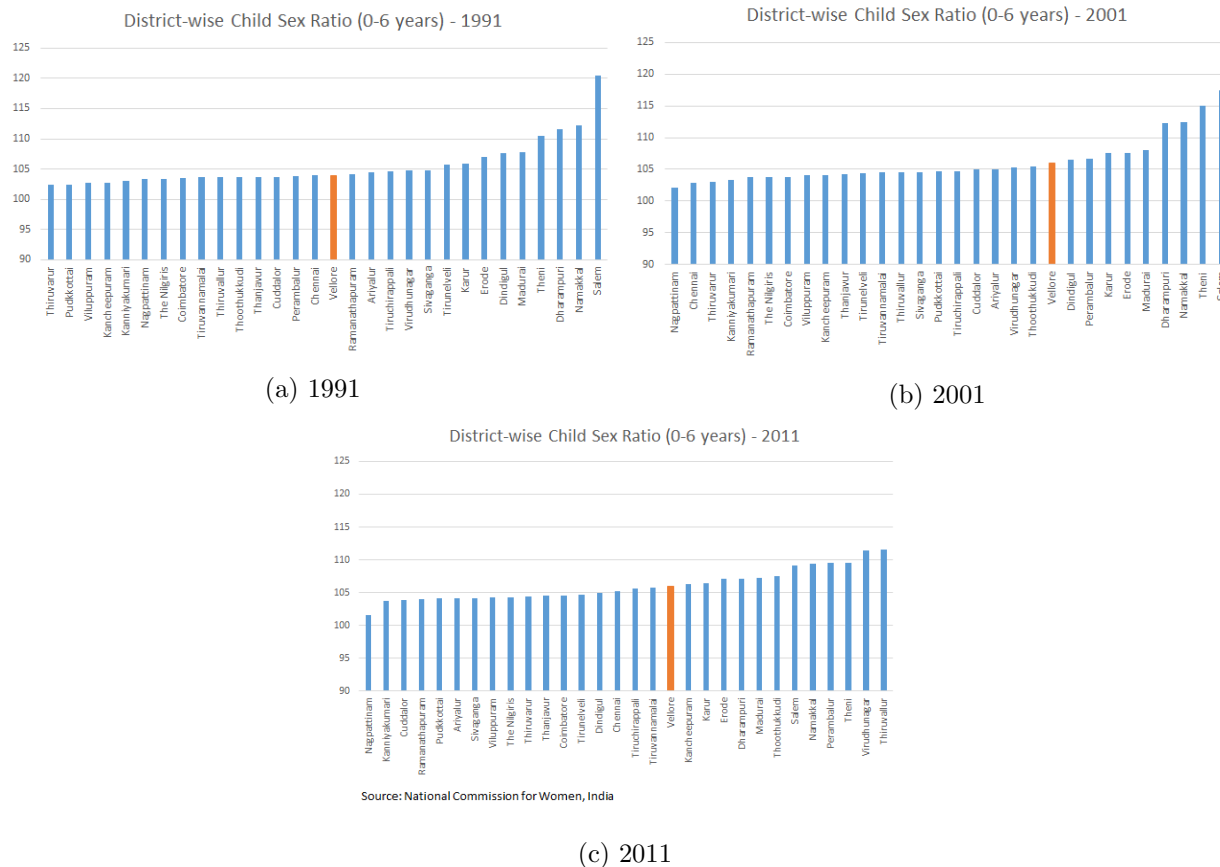 District-wise Child Sex Ratio (0-6 years) - 1991
125
120
115
110
105
100
95
90
Thiruvarur
Pudkkottai
Viluppuram
Kancheepuram
Kanniyakumari
Nagpattinam
The Nilgiris
Coimbatore
Tiruvannamalai
Thiruvallur
Thoothukkudi
Thanjavur
Cuddalor
Perambalur
Chennai
Vellore
Ramanathapuram
Ariyalur
Tiruchirappali
Virudhunagar
Sivaganga
Tirunelveli
Karur
Erode
Dindigul
Madurai
Theni
Dharampuri
Namakkal
Salem
(a) 1991
District-wise Child Sex Ratio (0-6 years) - 2001
125
120
115
110
105
100
95
90
Nagpattinam
Chennai
Thiruvarur
Kanniyakumari
Ramanathapuram
The Nilgiris
Coimbatore
Viluppuram
Kancheepuram
Thanjavur
Tirunelveli
Tiruvannamalai
Thiruvallur
Sivaganga
Pudkkottai
Tiruchirappali
Cuddalor
Ariyalur
Virudhunagar
Thoothukkudi
Vellore
Dindigul
Perambalur
Karur
Erode
Madurai
Dharampuri
Namakkal
Theni
(b) 2001
District-wise Child Sex Ratio (0-6 years) - 2011
125
120
115
110
105
100
95
90
Nagpattinam
Kanniyakumari
Cuddalor
Ramanathapuram
Pudkkottai
Ariyalur
Sivaganga
Viluppuram
The Nilgiris
Thiruvarur
Thanjavur
Coimbatore
Tirunelveli
Dindigul
Chennai
Tiruchirappali
Tiruvannamalai
Vellore
Kancheepuram
Karur
Erode
Dharampuri
Madurai
Thoothukkudi
Salem
Namakkal
Perambalur
Theni
Virudhunagar
Thiruvallur
Source: National Commission for Women, India
(c) 2011